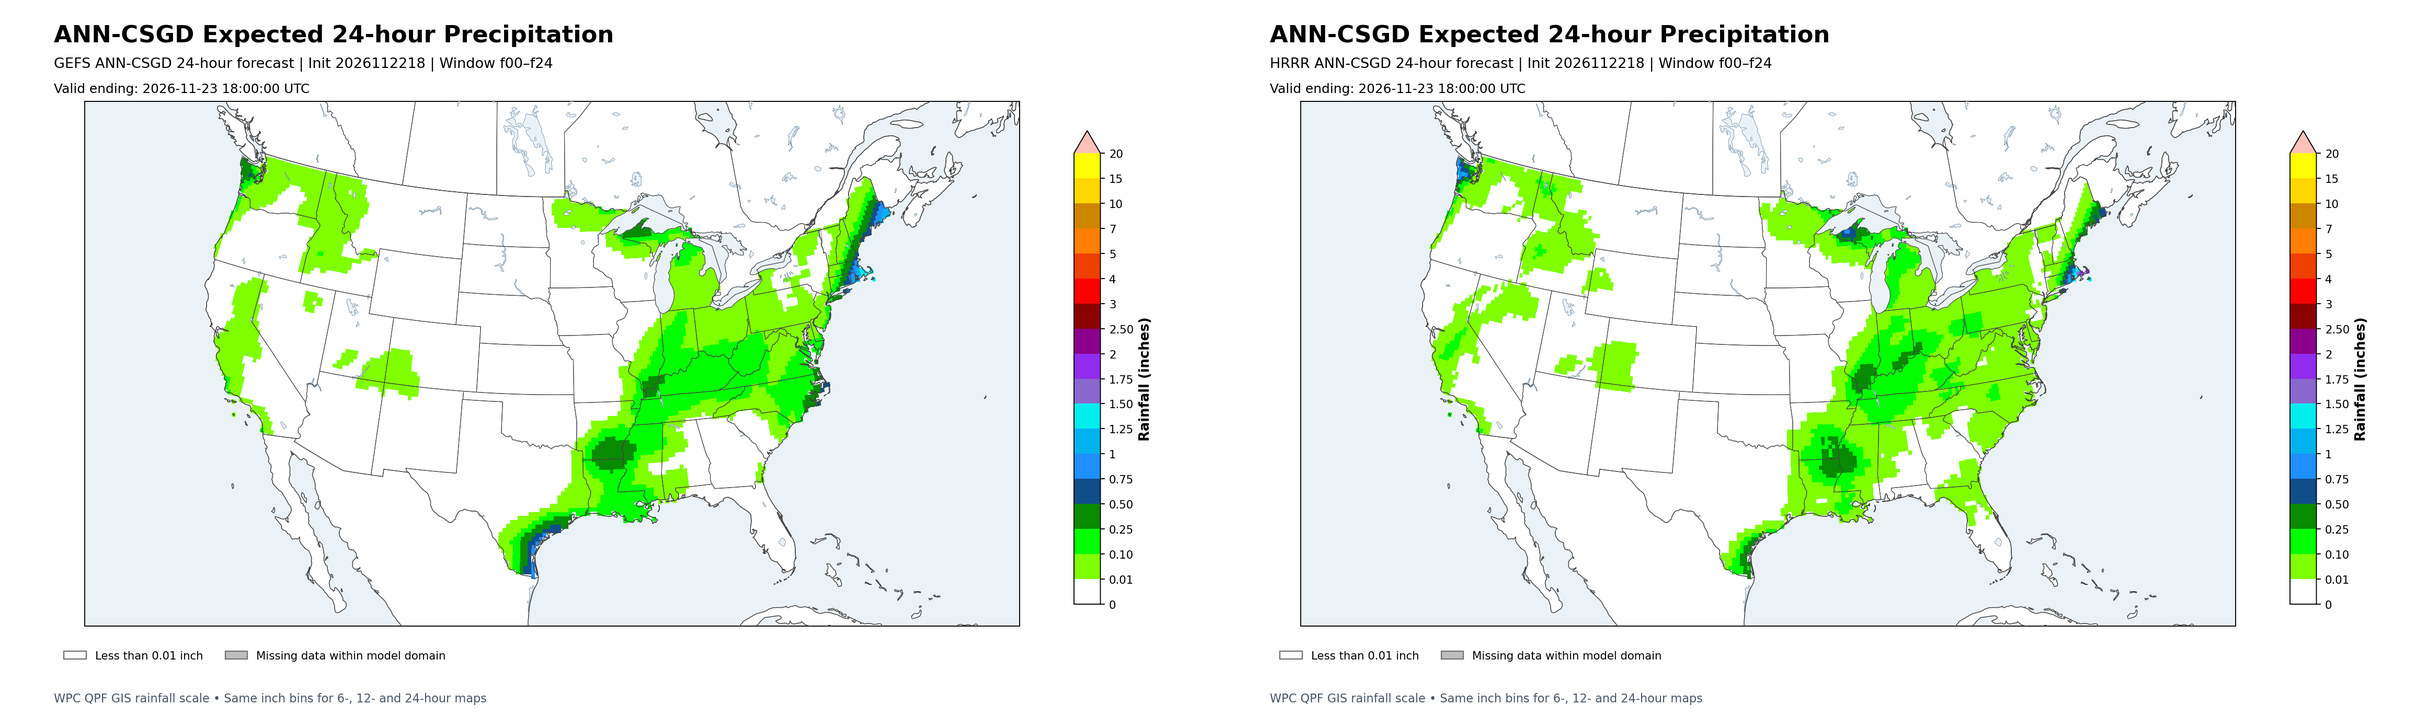 ANN-CSGD Expected 24-hour Precipitation
GEFS ANN-CSGD 24-hour forecast | Init 2026112218 | Window f00–f24
Valid ending: 2026-11-23 18:00:00 UTC
20
15
10
7
5
4
3
2.50
2
1.75
1.50
1.25
1
0.75
0.50
0.25
0.10
0.01
0
Rainfall (inches)
Less than 0.01 inch
Missing data within model domain
WPC QPF GIS rainfall scale • Same inch bins for 6-, 12- and 24-hour maps
ANN-CSGD Expected 24-hour Precipitation
HRRR ANN-CSGD 24-hour forecast | Init 2026112218 | Window f00–f24
Valid ending: 2026-11-23 18:00:00 UTC
20
15
10
7
5
4
3
2.50
2
1.75
1.50
1.25
1
0.75
0.50
0.25
0.10
0.01
0
Rainfall (inches)
Less than 0.01 inch
Missing data within model domain
WPC QPF GIS rainfall scale • Same inch bins for 6-, 12- and 24-hour maps